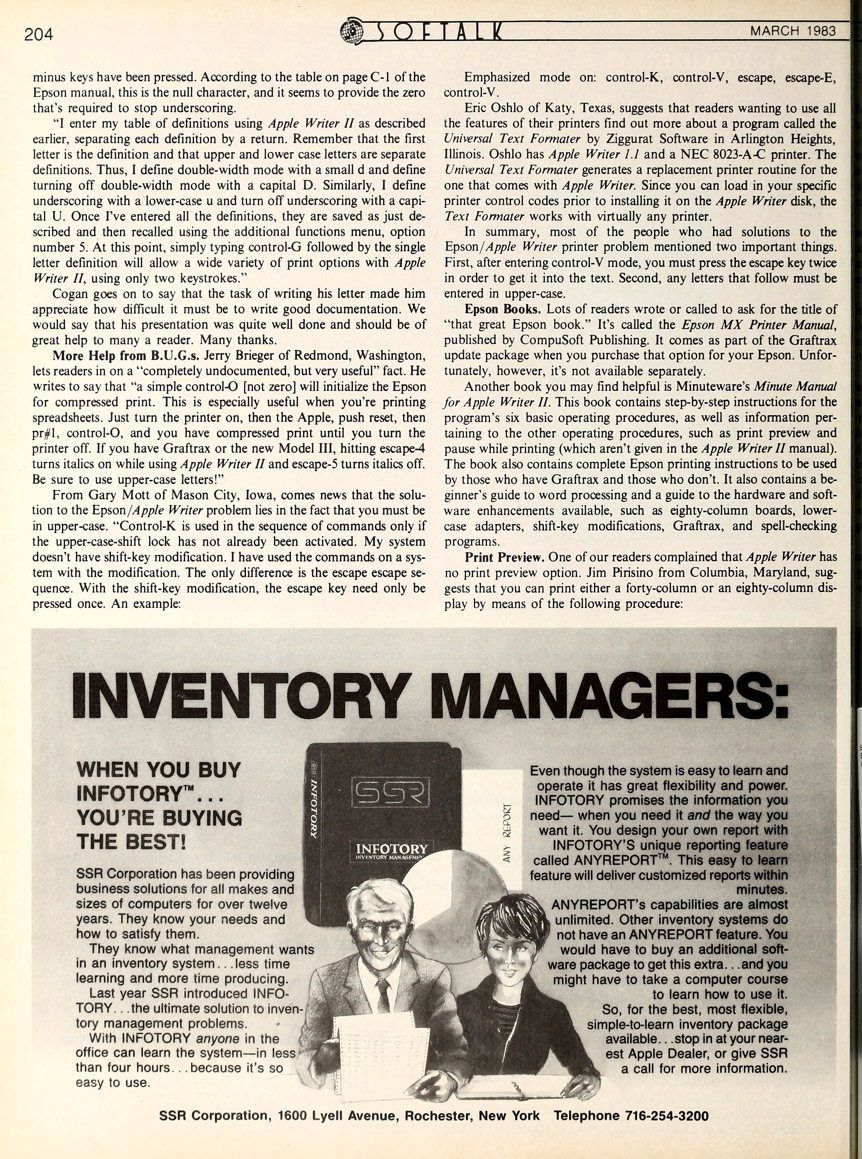 204
SOFTALK
MARCH 1983
minus keys have been pressed. According to the table on page C-1 of the
Epson manual, this is the null character, and it seems to provide the zero
that's required to stop underscoring.
"I enter my table of definitions using Apple Writer II as described
earlier, separating each definition by a return. Remember that the first
letter is the definition and that upper and lower case letters are separate
definitions. Thus, I define double-width mode with a small d and define
turning off double-width mode with a capital D. Similarly, I define
underscoring with a lower-case u and turn off underscoring with a capi-
tal U. Once I've entered all the definitions, they are saved as just de-
scribed and then recalled using the additional functions menu, option
number 5. At this point, simply typing control-G followed by the single
letter definition will allow a wide variety of print options with Apple
Writer II, using only two keystrokes."
Cogan goes on to say that the task of writing his letter made him
appreciate how difficult it must be to write good documentation. We
would say that his presentation was quite well done and should be of
great help to many a reader. Many thanks.
More Help from B.U.G.s. Jerry Brieger of Redmond, Washington,
lets readers in on a "completely undocumented, but very useful" fact. He
writes to say that "a simple control-O [not zero] will initialize the Epson
for compressed print. This is especially useful when you're printing
spreadsheets. Just turn the printer on, then the Apple, push reset, then
pr#1, control-O, and you have compressed print until you turn the
printer off. If you have Graftrax or the new Model III, hitting escape-4
turns italics on while using Apple Writer II and escape-5 turns italics off.
Be sure to use upper-case letters!"
From Gary Mott of Mason City, Iowa, comes news that the solu-
tion to the Epson/Apple Writer problem lies in the fact that you must be
in upper-case. "Control-K is used in the sequence of commands only if
the upper-case-shift lock has not already been activated. My system
doesn't have shift-key modification. I have used the commands on a sys-
tem with the modification. The only difference is the escape escape se-
quence. With the shift-key modification, the escape key need only be
pressed once. An example:
Emphasized mode on: control-K, control-V, escape, escape-E,
control-V.
Eric Oshlo of Katy, Texas, suggests that readers wanting to use all
the features of their printers find out more about a program called the
Universal Text Formater by Ziggurat Software in Arlington Heights,
Illinois. Oshlo has Apple Writer 1.1 and a NEC 8023-A-C printer. The
Universal Text Formater generates a replacement printer routine for the
one that comes with Apple Writer. Since you can load in your specific
printer control codes prior to installing it on the Apple Writer disk, the
Text Formater works with virtually any printer.
In summary, most of the people who had solutions to the
Epson/Apple Writer printer problem mentioned two important things.
First, after entering control-V mode, you must press the escape key twice
in order to get it into the text. Second, any letters that follow must be
entered in upper-case.
Epson Books. Lots of readers wrote or called to ask for the title of
"that great Epson book." It's called the Epson MX Printer Manual,
published by CompuSoft Publishing. It comes as part of the Graftrax
update package when you purchase that option for your Epson. Unfor-
tunately, however, it's not available separately.
Another book you may find helpful is Minuteware's Minute Manual
for Apple Writer II. This book contains step-by-step instructions for the
program's six basic operating procedures, as well as information per-
taining to the other operating procedures, such as print preview and
pause while printing (which aren't given in the Apple Writer II manual).
The book also contains complete Epson printing instructions to be used
by those who have Graftrax and those who don't. It also contains a be-
ginner's guide to word processing and a guide to the hardware and soft-
ware enhancements available, such as eighty-column boards, lower-
case adapters, shift-key modifications, Graftrax, and spell-checking
programs.
Print Preview. One of our readers complained that Apple Writer has
no print preview option. Jim Pirisino from Columbia, Maryland, sug-
gests that you can print either a forty-column or an eighty-column dis-
play by means of the following procedure:
INVENTORY MANAGERS:
WHEN YOU BUY
INFOTORY™...
YOU'RE BUYING
THE BEST!
SSR Corporation has been providing
business solutions for all makes and
sizes of computers for over twelve
years. They know your needs and
how to satisfy them.
They know what management wants
in an inventory system...less time
learning and more time producing.
Last year SSR introduced INFO-
TORY...the ultimate solution to inven-
tory management problems.
With INFOTORY anyone in the
office can learn the system—in less
than four hours...because it's so
easy to use.
INFOTORY
SSR
INFOTORY
INVENTORY MANAGEMEN
ANY REPORT
Even though the system is easy to learn and
operate it has great flexibility and power.
INFOTORY promises the information you
need— when you need it and the way you
want it. You design your own report with
INFOTORY'S unique reporting feature
called ANYREPORT™. This easy to learn
feature will deliver customized reports within
minutes.
ANYREPORT's capabilities are almost
unlimited. Other inventory systems do
not have an ANYREPORT feature. You
would have to buy an additional soft-
ware package to get this extra...and you
might have to take a computer course
to learn how to use it.
So, for the best, most flexible,
simple-to-learn inventory package
available...stop in at your near-
est Apple Dealer, or give SSR
a call for more information.
SSR Corporation, 1600 Lyell Avenue, Rochester, New York Telephone 716-254-3200